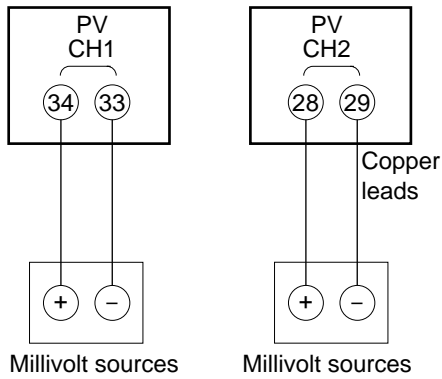 PV
CH1
34 33
+ −
Millivolt sources
PV
CH2
28 29
Copper
leads
+ −
Millivolt sources